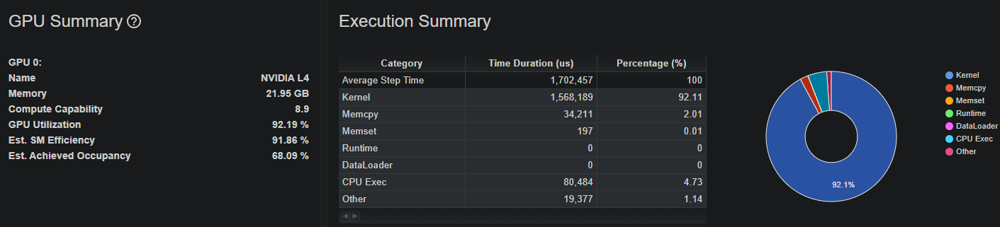 GPU Summary
GPU 0:
Name NVIDIA L4
Memory 21.95 GB
Compute Capability 8.9
GPU Utilization 92.19 %
Est. SM Efficiency 91.86 %
Est. Achieved Occupancy 68.09 %
Execution Summary
Category Time Duration (us) Percentage (%)
Average Step Time 1,702,457 100
Kernel 1,568,189 92.11
Memcpy 34,211 2.01
Memset 197 0.01
Runtime 0 0
DataLoader 0 0
CPU Exec 80,484 4.73
Other 19,377 1.14
92.1%
Kernel
Memcpy
Memset
Runtime
DataLoader
CPU Exec
Other